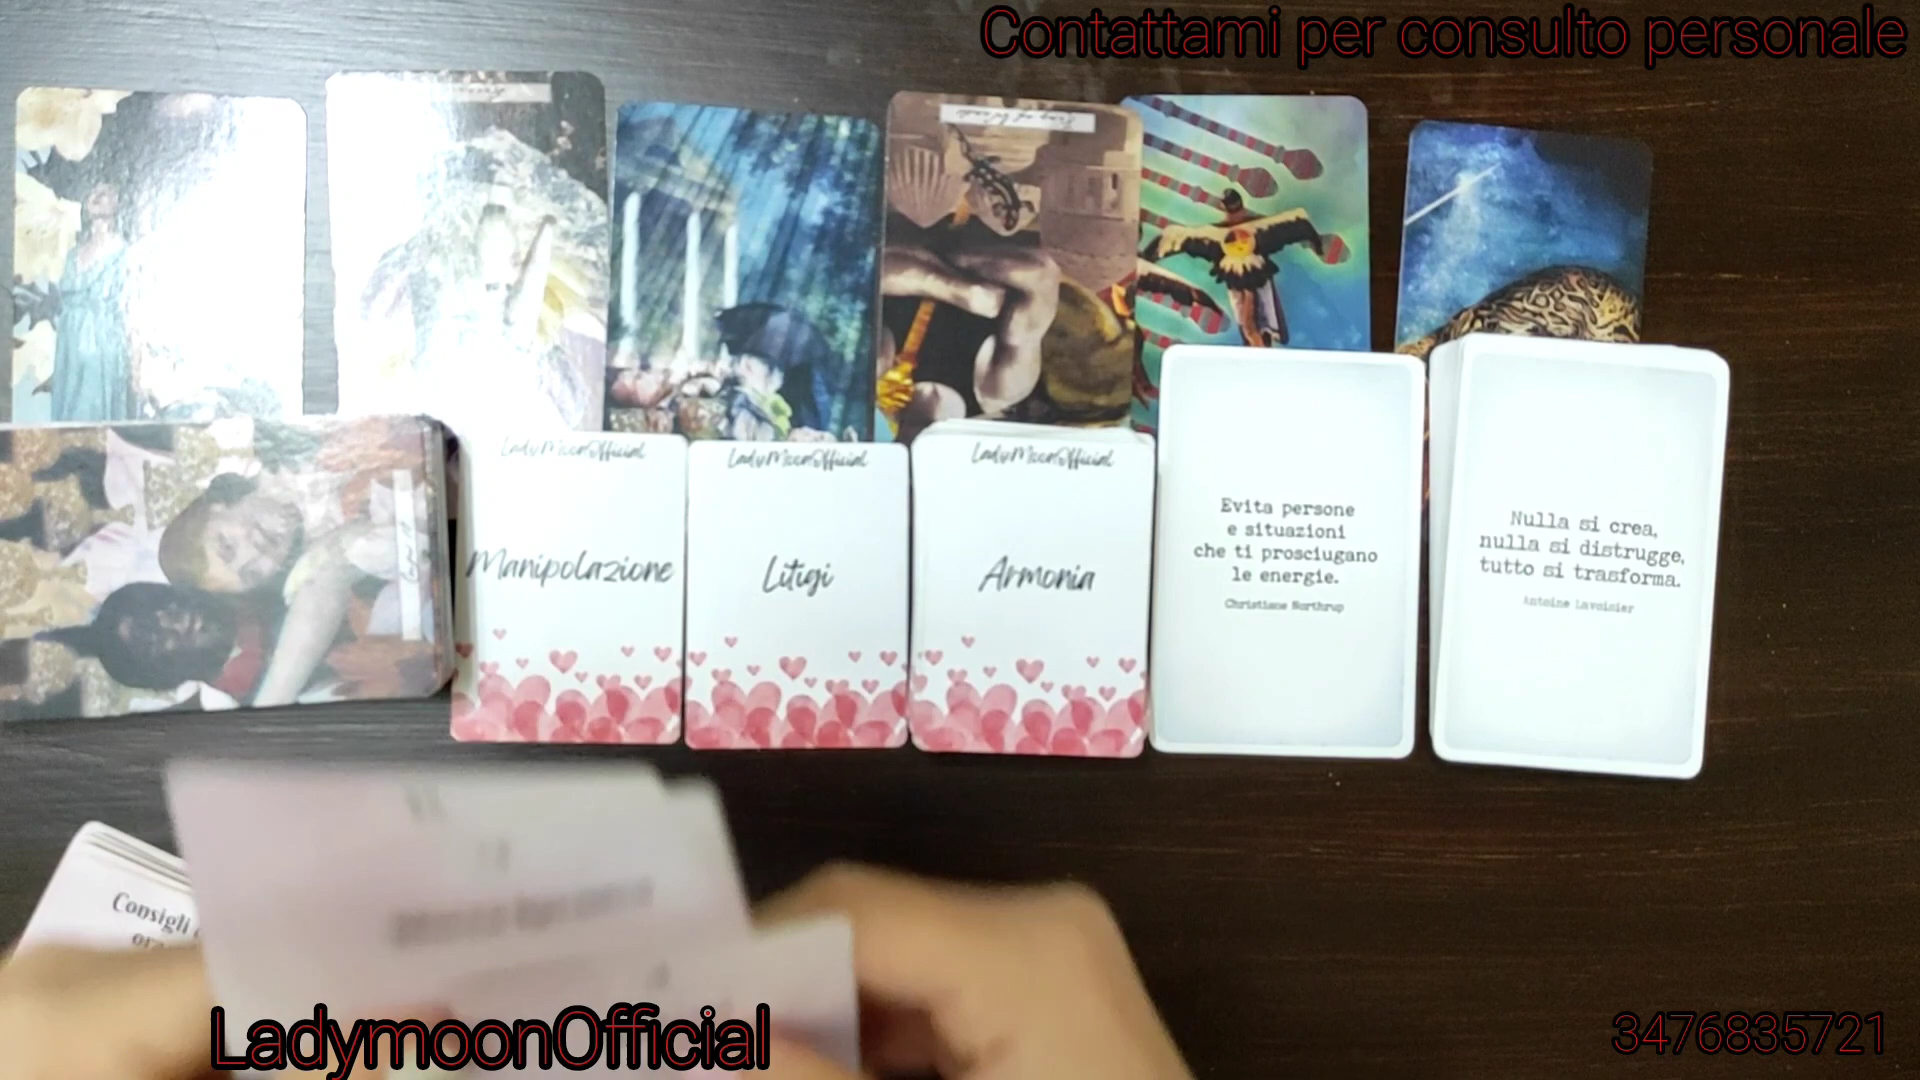 Contattami per consulto personale
LadyMoonOfficial
Manipolazione
LadyMoonOfficial
Litigi
LadyMoonOfficial
Armonia
Evita persone
e situazioni
che ti prosciugano
le energie.
Christiane Northrup
Nulla si crea,
nulla si distrugge,
tutto si trasforma.
Antoine Lavoisier
Consigli
LadymoonOfficial
3476835721